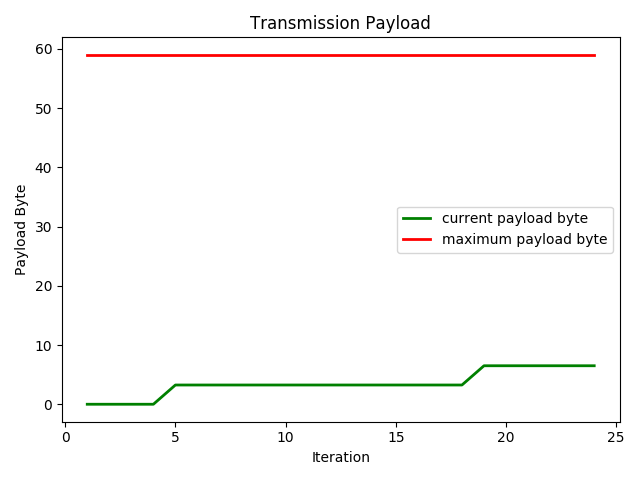 Transmission Payload
60
50
40
30
20
10
0
Payload Byte
current payload byte
maximum payload byte
0 5 10 15 20 25
Iteration